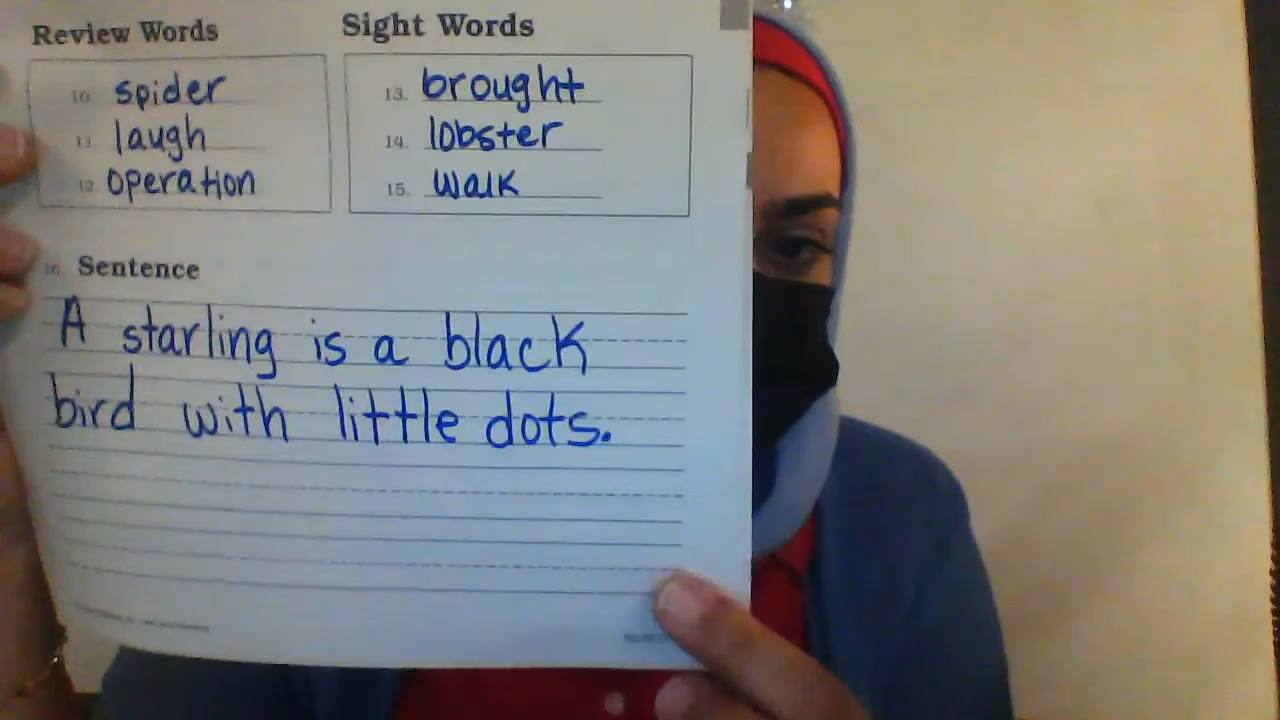 Review Words
Sight Words
10. spider
11. laugh
12. operation
13. brought
14. lobster
15. walk
16. Sentence
A starling is a black
bird with little dots.